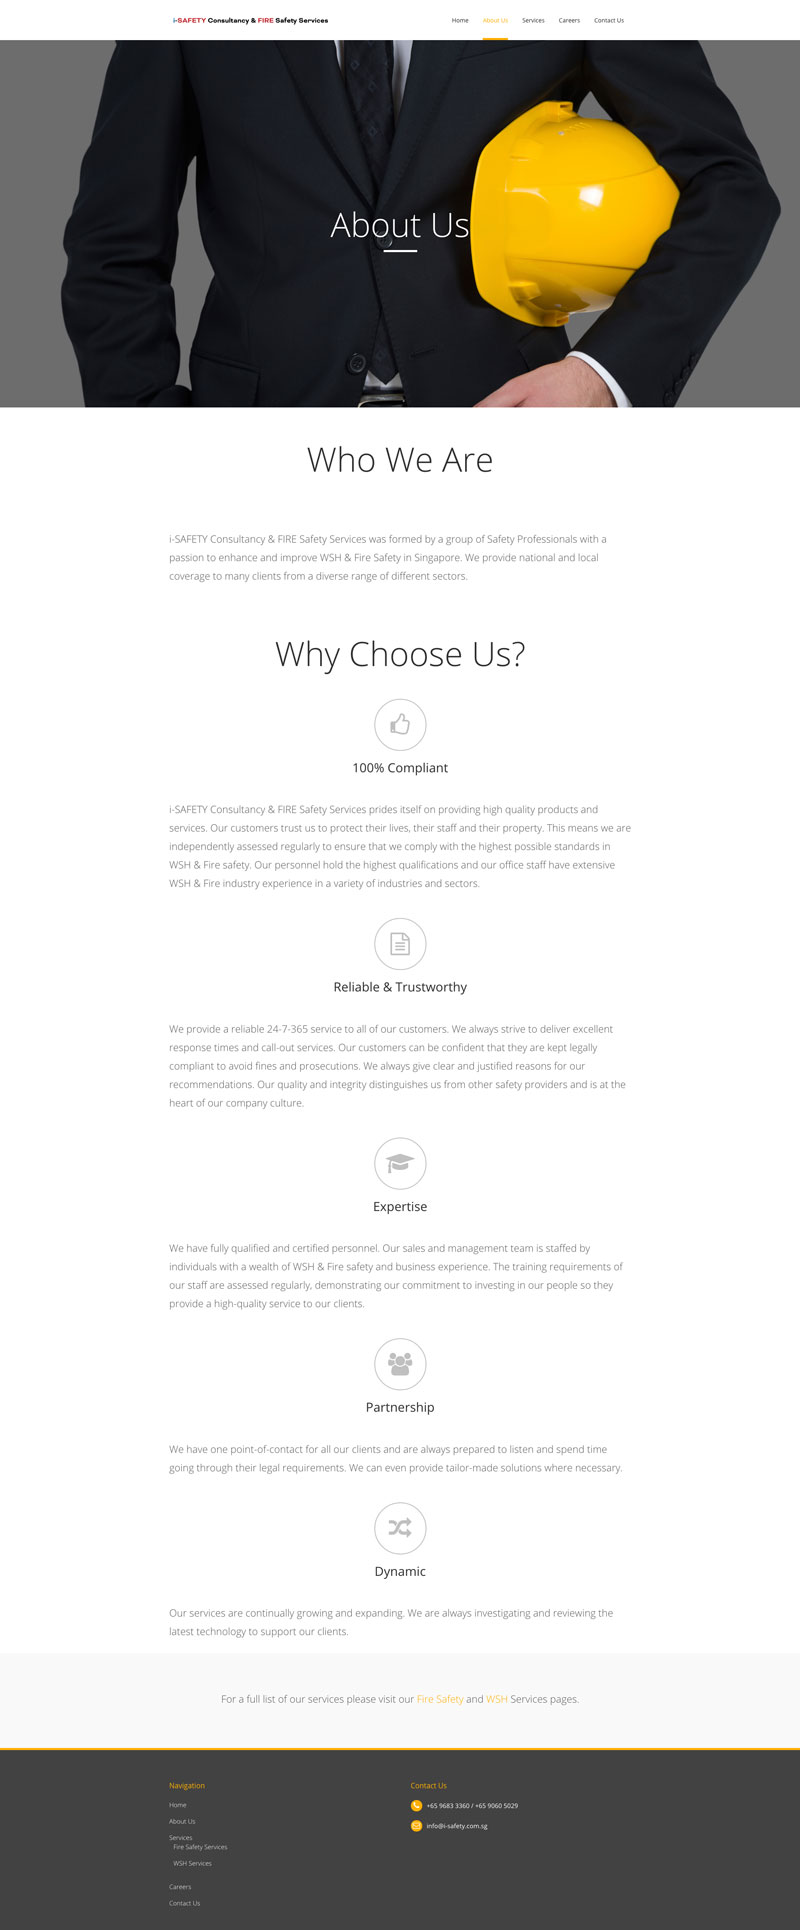 i-SAFETY Consultancy & FIRE Safety Services
Home About Us Services Careers Contact Us
About Us
Who We Are
i-SAFETY Consultancy & FIRE Safety Services was formed by a group of Safety Professionals with a
passion to enhance and improve WSH & Fire Safety in Singapore. We provide national and local
coverage to many clients from a diverse range of different sectors.
Why Choose Us?
100% Compliant
i-SAFETY Consultancy & FIRE Safety Services prides itself on providing high quality products and
services. Our customers trust us to protect their lives, their staff and their property. This means we are
independently assessed regularly to ensure that we comply with the highest possible standards in
WSH & Fire safety. Our personnel hold the highest qualifications and our office staff have extensive
WSH & Fire industry experience in a variety of industries and sectors.
Reliable & Trustworthy
We provide a reliable 24-7-365 service to all of our customers. We always strive to deliver excellent
response times and call-out services. Our customers can be confident that they are kept legally
compliant to avoid fines and prosecutions. We always give clear and justified reasons for our
recommendations. Our quality and integrity distinguishes us from other safety providers and is at the
heart of our company culture.
Expertise
We have fully qualified and certified personnel. Our sales and management team is staffed by
individuals with a wealth of WSH & Fire safety and business experience. The training requirements of
our staff are assessed regularly, demonstrating our commitment to investing in our people so they
provide a high-quality service to our clients.
Partnership
We have one point-of-contact for all our clients and are always prepared to listen and spend time
going through their legal requirements. We can even provide tailor-made solutions where necessary.
Dynamic
Our services are continually growing and expanding. We are always investigating and reviewing the
latest technology to support our clients.
For a full list of our services please visit our Fire Safety and WSH Services pages.
Navigation
Home
About Us
Services
Fire Safety Services
WSH Services
Careers
Contact Us
Contact Us
+65 9683 3360 / +65 9060 5029
info@i-safety.com.sg